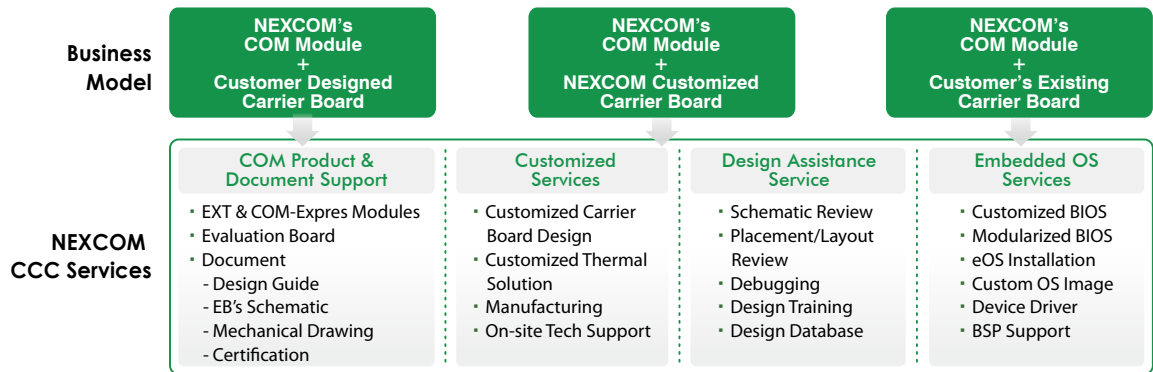 Business
Model
NEXCOM's
COM Module
+
Customer Designed
Carrier Board
NEXCOM's
COM Module
+
NEXCOM Customized
Carrier Board
NEXCOM's
COM Module
+
Customer's Existing
Carrier Board
NEXCOM
CCC Services
COM Product &
Document Support
· EXT & COM-Expres Modules
· Evaluation Board
· Document
- Design Guide
- EB's Schematic
- Mechanical Drawing
- Certification
Customized
Services
· Customized Carrier
Board Design
· Customized Thermal
Solution
· Manufacturing
· On-site Tech Support
Design Assistance
Service
· Schematic Review
· Placement/Layout
Review
· Debugging
· Design Training
· Design Database
Embedded OS
Services
· Customized BIOS
· Modularized BIOS
· eOS Installation
· Custom OS Image
· Device Driver
· BSP Support